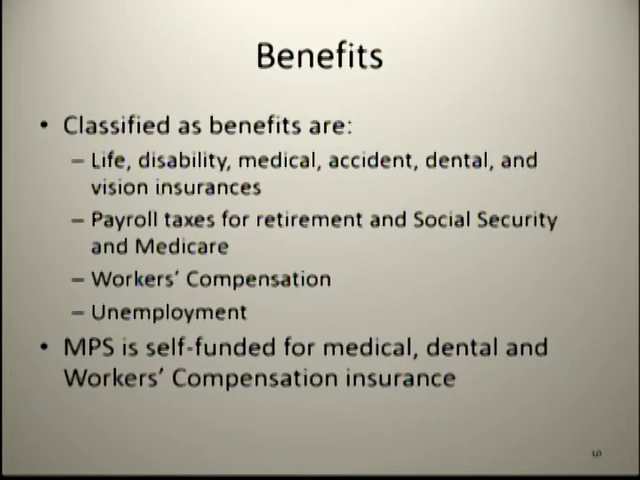 Benefits
• Classified as benefits are:
– Life, disability, medical, accident, dental, and
vision insurances
– Payroll taxes for retirement and Social Security
and Medicare
– Workers’ Compensation
– Unemployment
• MPS is self-funded for medical, dental and
Workers’ Compensation insurance
10